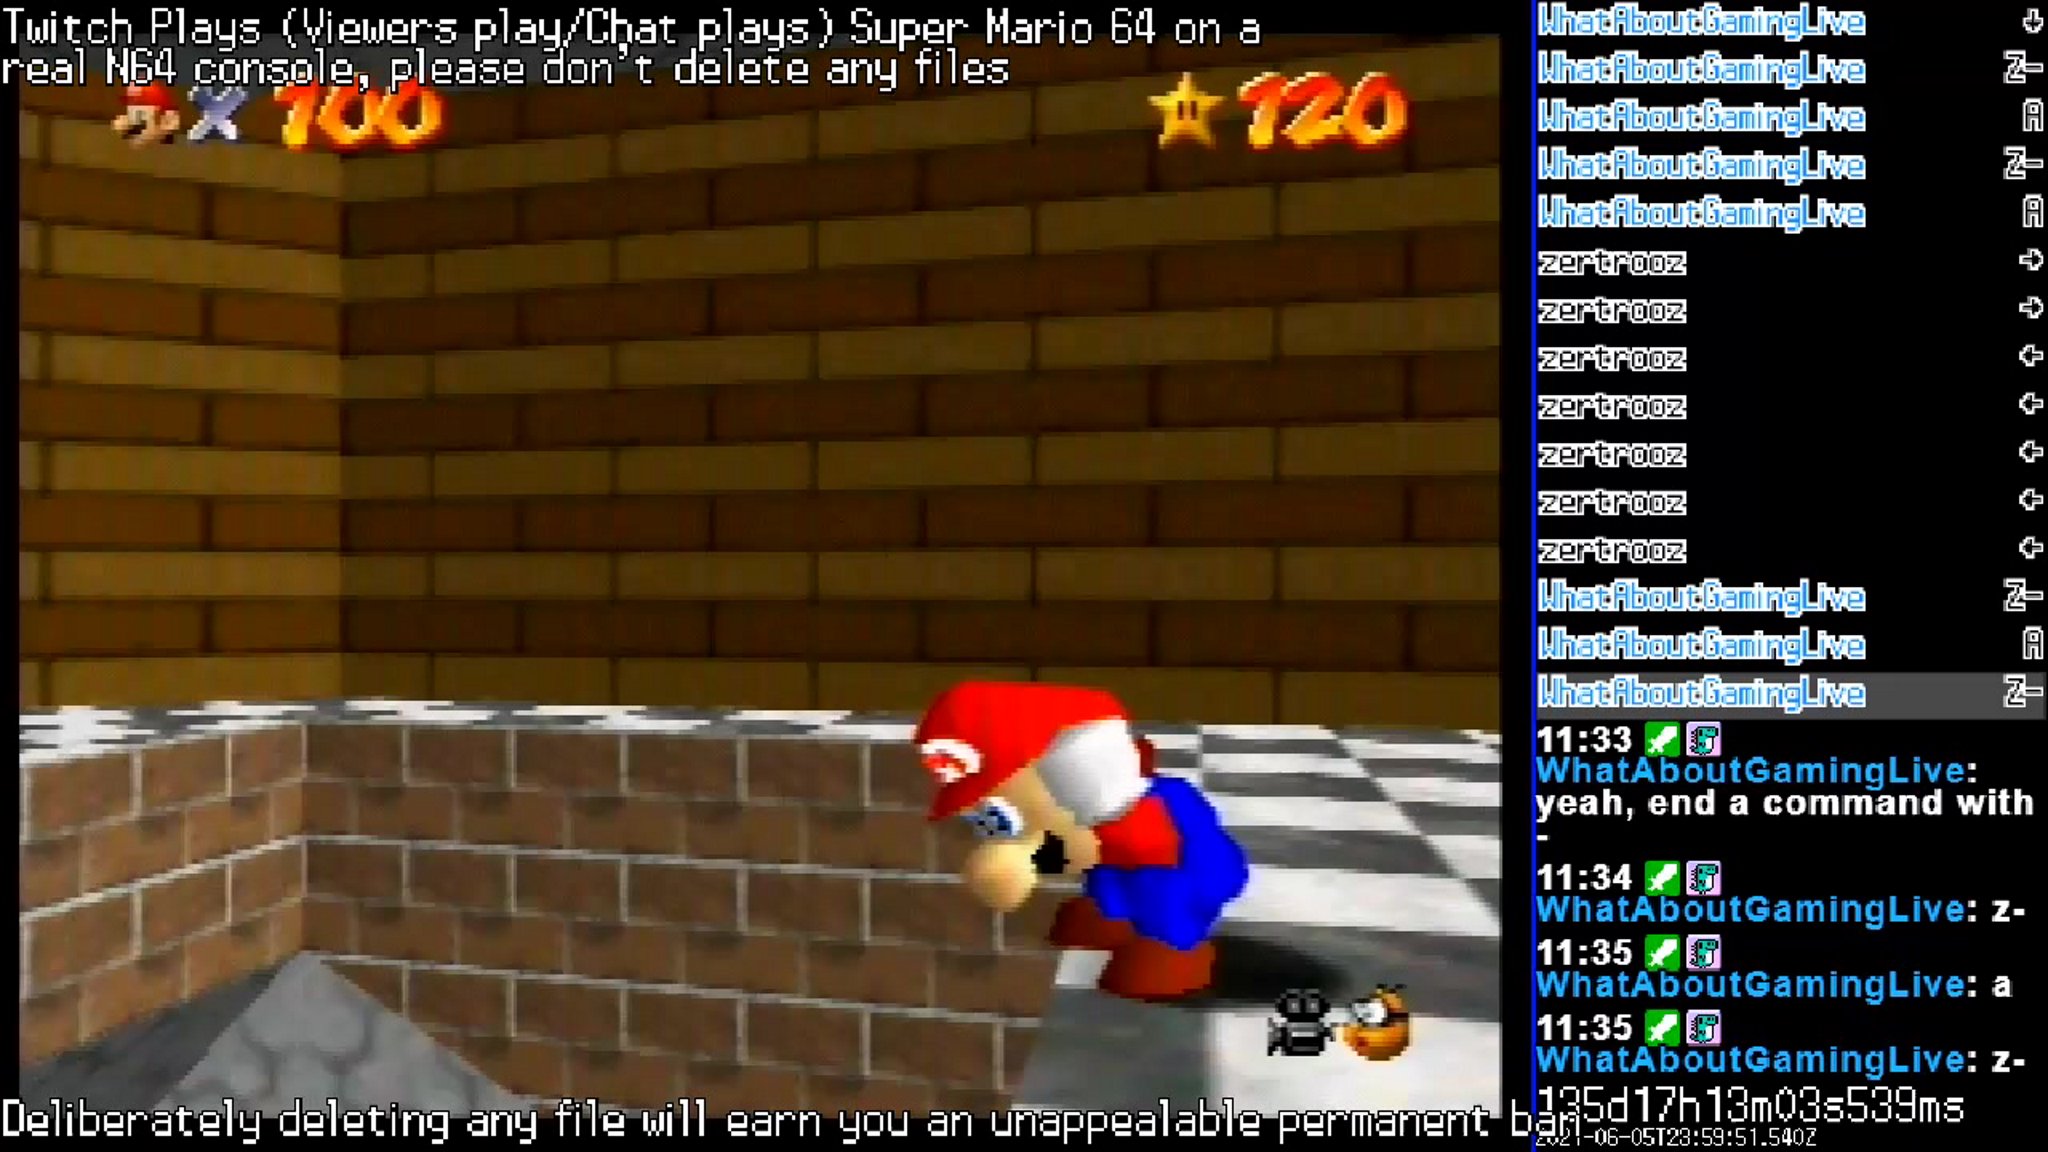 Twitch Plays (Viewers play/Chat plays) Super Mario 64 on a
real N64 console, please don't delete any files
X 100
120
WhatAboutGamingLive
WhatAboutGamingLive Z-
WhatAboutGamingLive A
WhatAboutGamingLive Z-
WhatAboutGamingLive A
zertrooz
zertrooz
zertrooz
zertrooz
zertrooz
zertrooz
zertrooz
WhatAboutGamingLive Z-
WhatAboutGamingLive A
WhatAboutGamingLive Z-
11:33
WhatAboutGamingLive:
yeah, end a command with
-
11:34
WhatAboutGamingLive: z-
11:35
WhatAboutGamingLive: a
11:35
WhatAboutGamingLive: z-
135d17h13m03s539ms
2021-06-05T23:59:51.540Z
Deliberately deleting any file will earn you an unappealable permanent ban